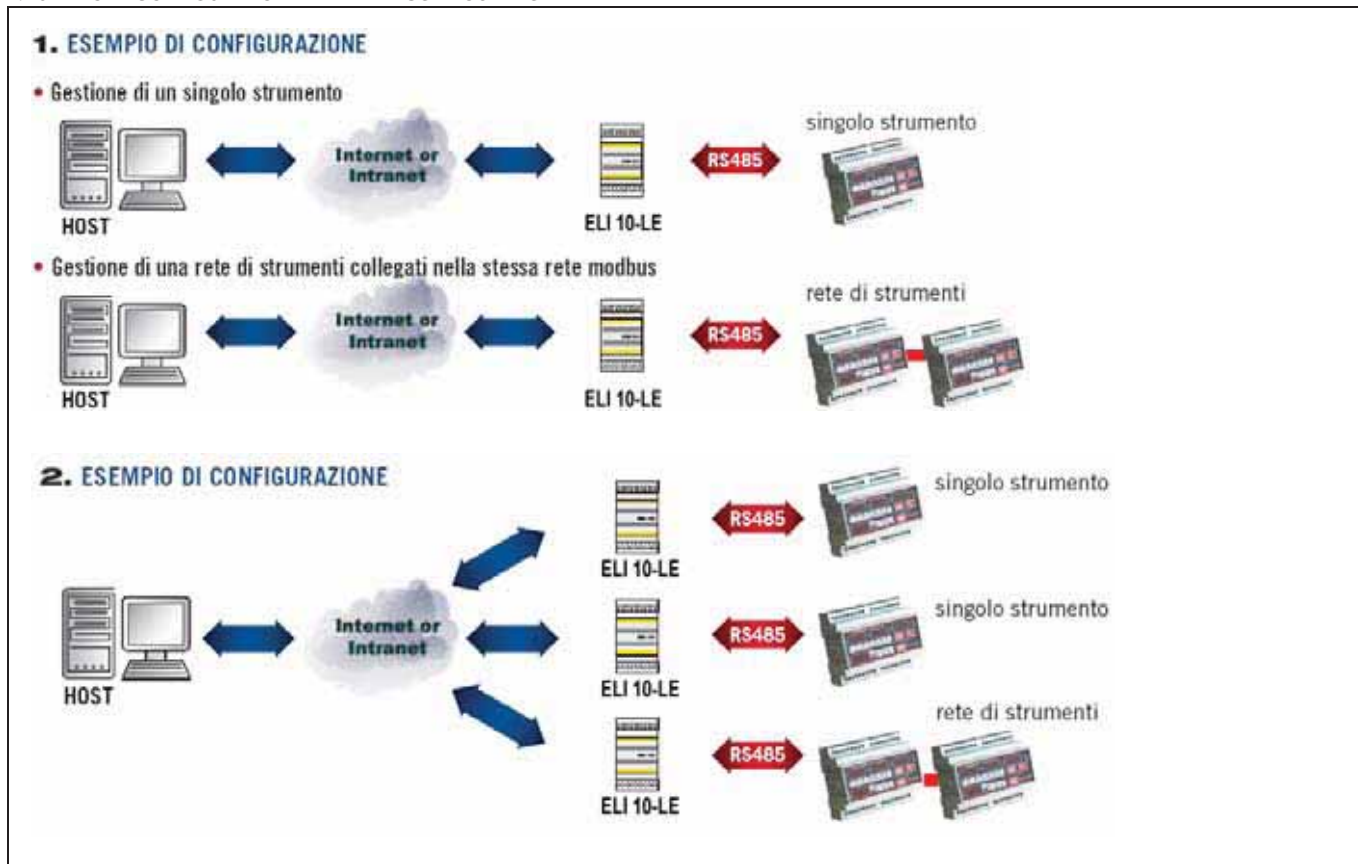 1. ESEMPIO DI CONFIGURAZIONE
• Gestione di un singolo strumento
singolo strumento
Internet or
Intranet
RS485
HOST
ELI 10-LE
• Gestione di una rete di strumenti collegati nella stessa rete modbus
rete di strumenti
Internet or
Intranet
RS485
HOST
ELI 10-LE
2. ESEMPIO DI CONFIGURAZIONE
singolo strumento
RS485
ELI 10-LE
singolo strumento
Internet or
Intranet
RS485
HOST
ELI 10-LE
rete di strumenti
RS485
ELI 10-LE